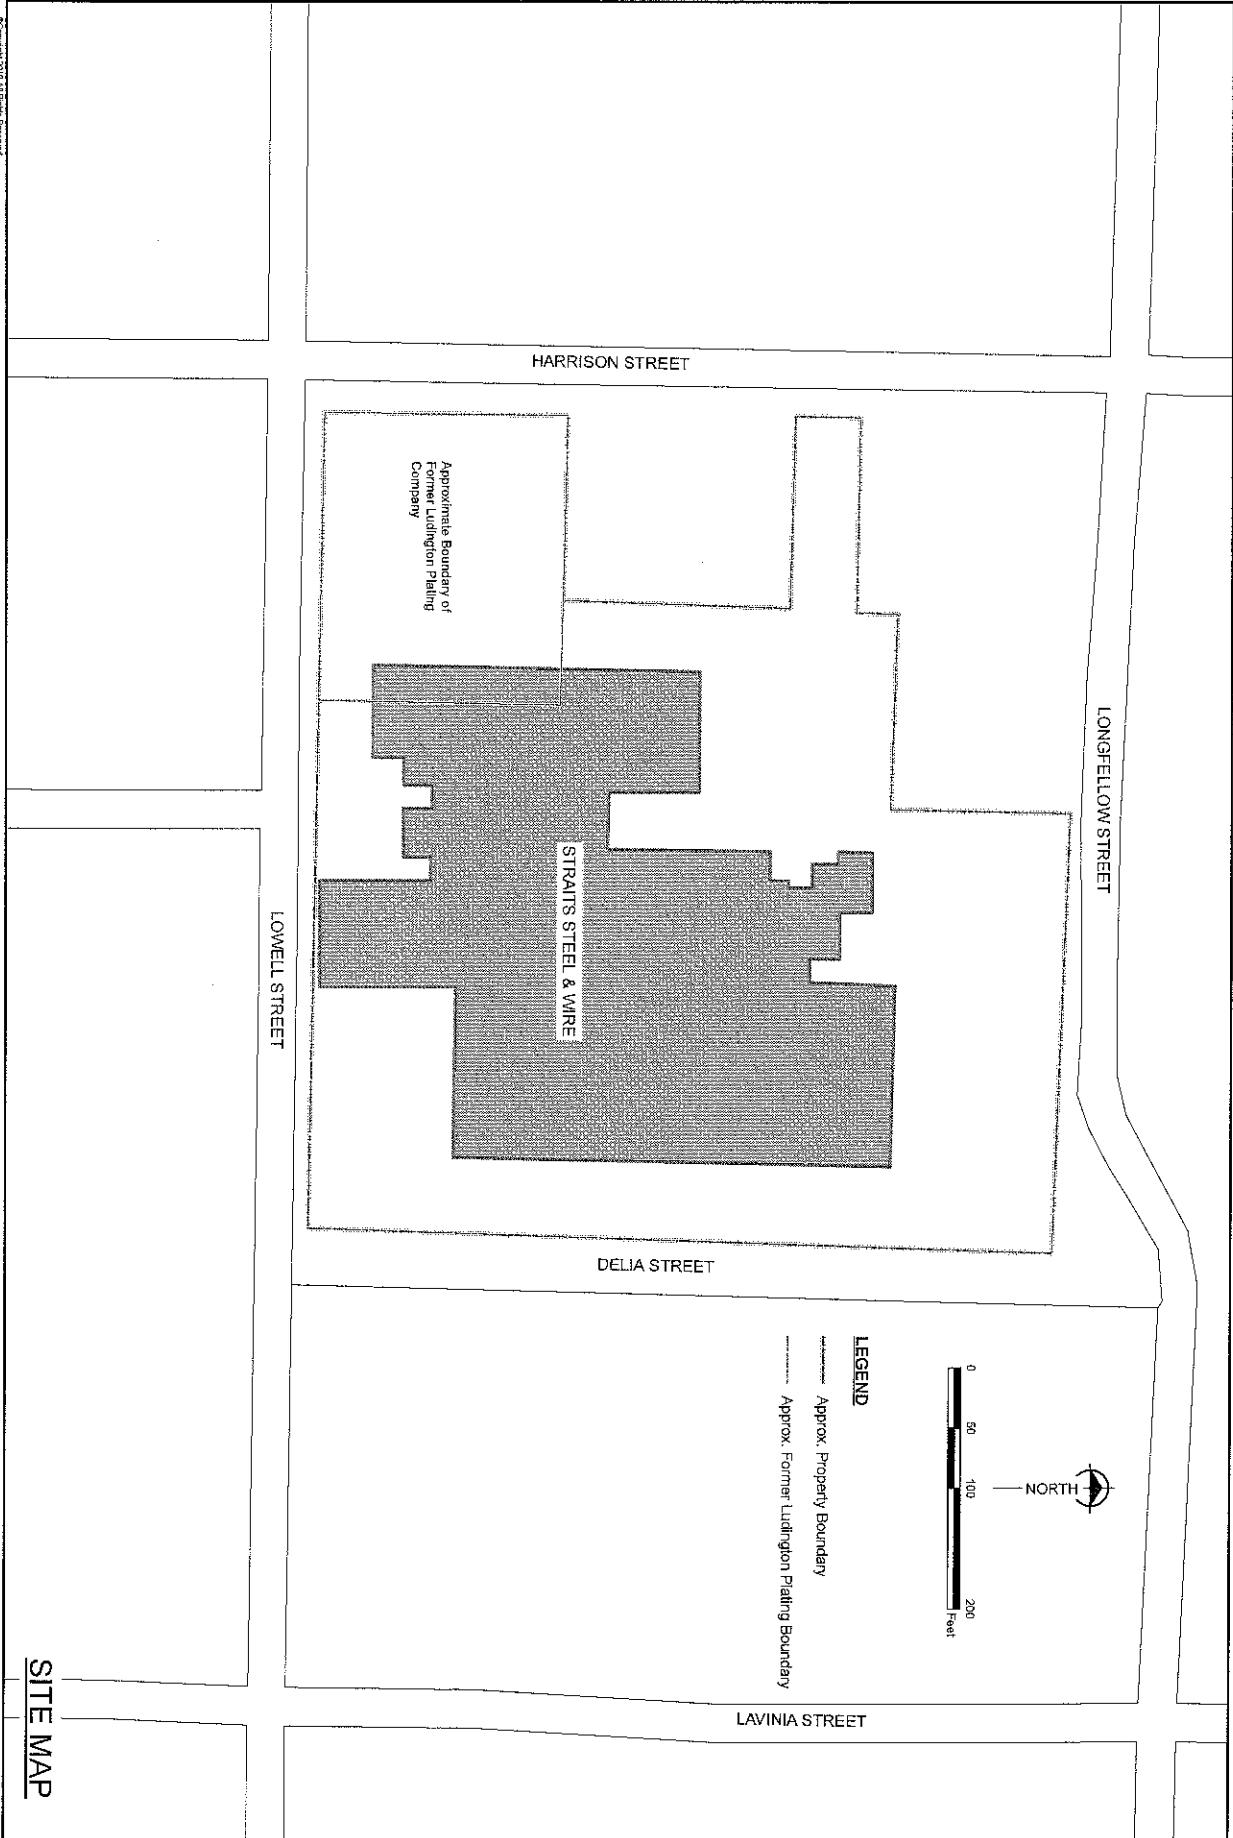 HARRISON STREET
LONGFELLOW STREET
Approximate Boundary of
Former Ludington Plating
Company
STRAITS STEEL & WIRE
LOWELL STREET
DELIA STREET
LAVINIA STREET
NORTH
0 50 100 200
Feet
LEGEND
Approx. Property Boundary
Approx. Former Ludington Plating Boundary
SITE MAP